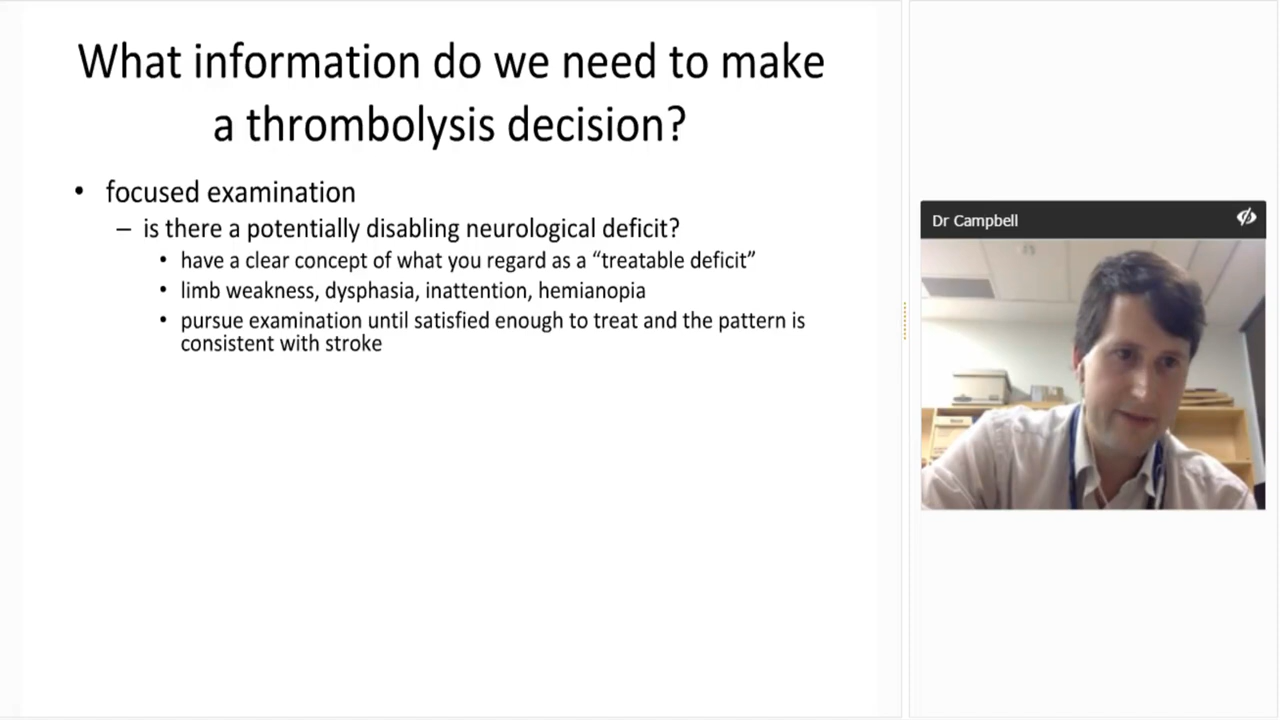 What information do we need to make
a thrombolysis decision?
• focused examination
– is there a potentially disabling neurological deficit?
• have a clear concept of what you regard as a “treatable deficit”
• limb weakness, dysphasia, inattention, hemianopia
• pursue examination until satisfied enough to treat and the pattern is
consistent with stroke
Dr Campbell